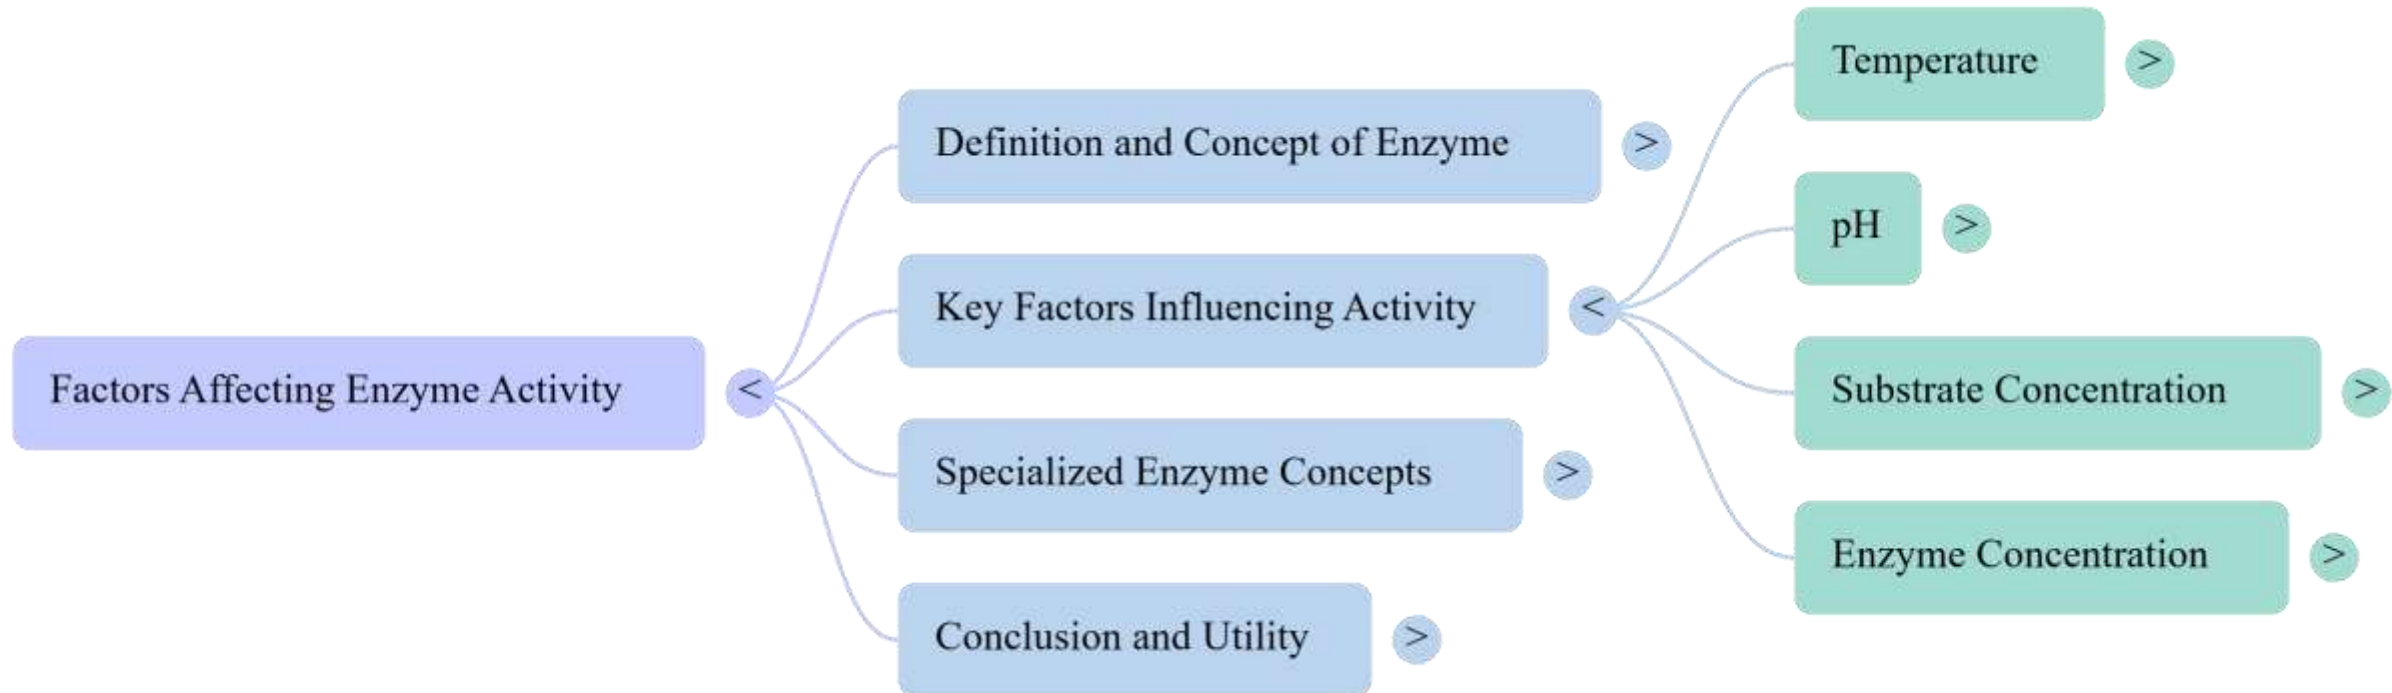 Factors Affecting Enzyme Activity
<
Definition and Concept of Enzyme
>
Key Factors Influencing Activity
<
Specialized Enzyme Concepts
>
Conclusion and Utility
>
Temperature
>
pH
>
Substrate Concentration
>
Enzyme Concentration
>